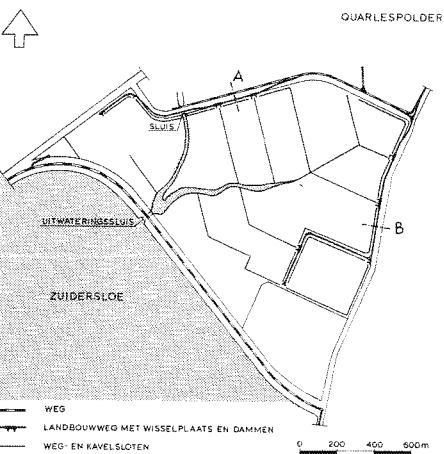 QUARLESPOLDER
A
SLUIS
UITWATERINGSSLUIS
B
ZUIDERSLOE
WEG
LANDBOUWWEG MET WISSELPLAATS EN DAMMEN
WEG- EN KAVELSLOTEN
0 200 400 600m